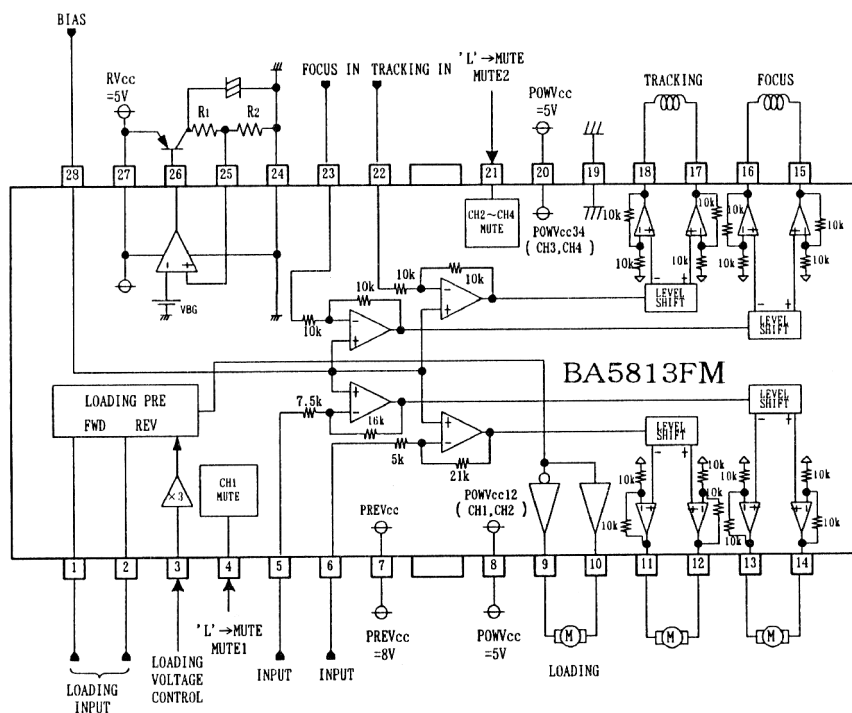 BIAS
RVcc
=5V
R1
R2
FOCUS IN
TRACKING IN
'L'→MUTE
MUTE2
POWVcc
=5V
TRACKING
FOCUS
28
27
26
25
24
23
22
21
20
19
18
17
16
15
CH2~CH4
MUTE
POWVcc34
(CH3,CH4)
VBG
10k
10k
10k
10k
10k
10k
10k
10k
10k
10k
10k
10k
LEVEL
SHIFT
LEVEL
SHIFT
BA5813FM
LOADING PRE
FWD
REV
×3
CH1
MUTE
7.5k
16k
5k
21k
LEVEL
SHIFT
LEVEL
SHIFT
PREVcc
POWVcc12
(CH1,CH2)
10k
10k
10k
10k
10k
10k
10k
10k
1
2
3
4
5
6
7
8
9
10
11
12
13
14
M
M
M
'L'→MUTE
MUTE1
LOADING
INPUT
LOADING
VOLTAGE
CONTROL
INPUT
INPUT
PREVcc
=8V
POWVcc
=5V
LOADING